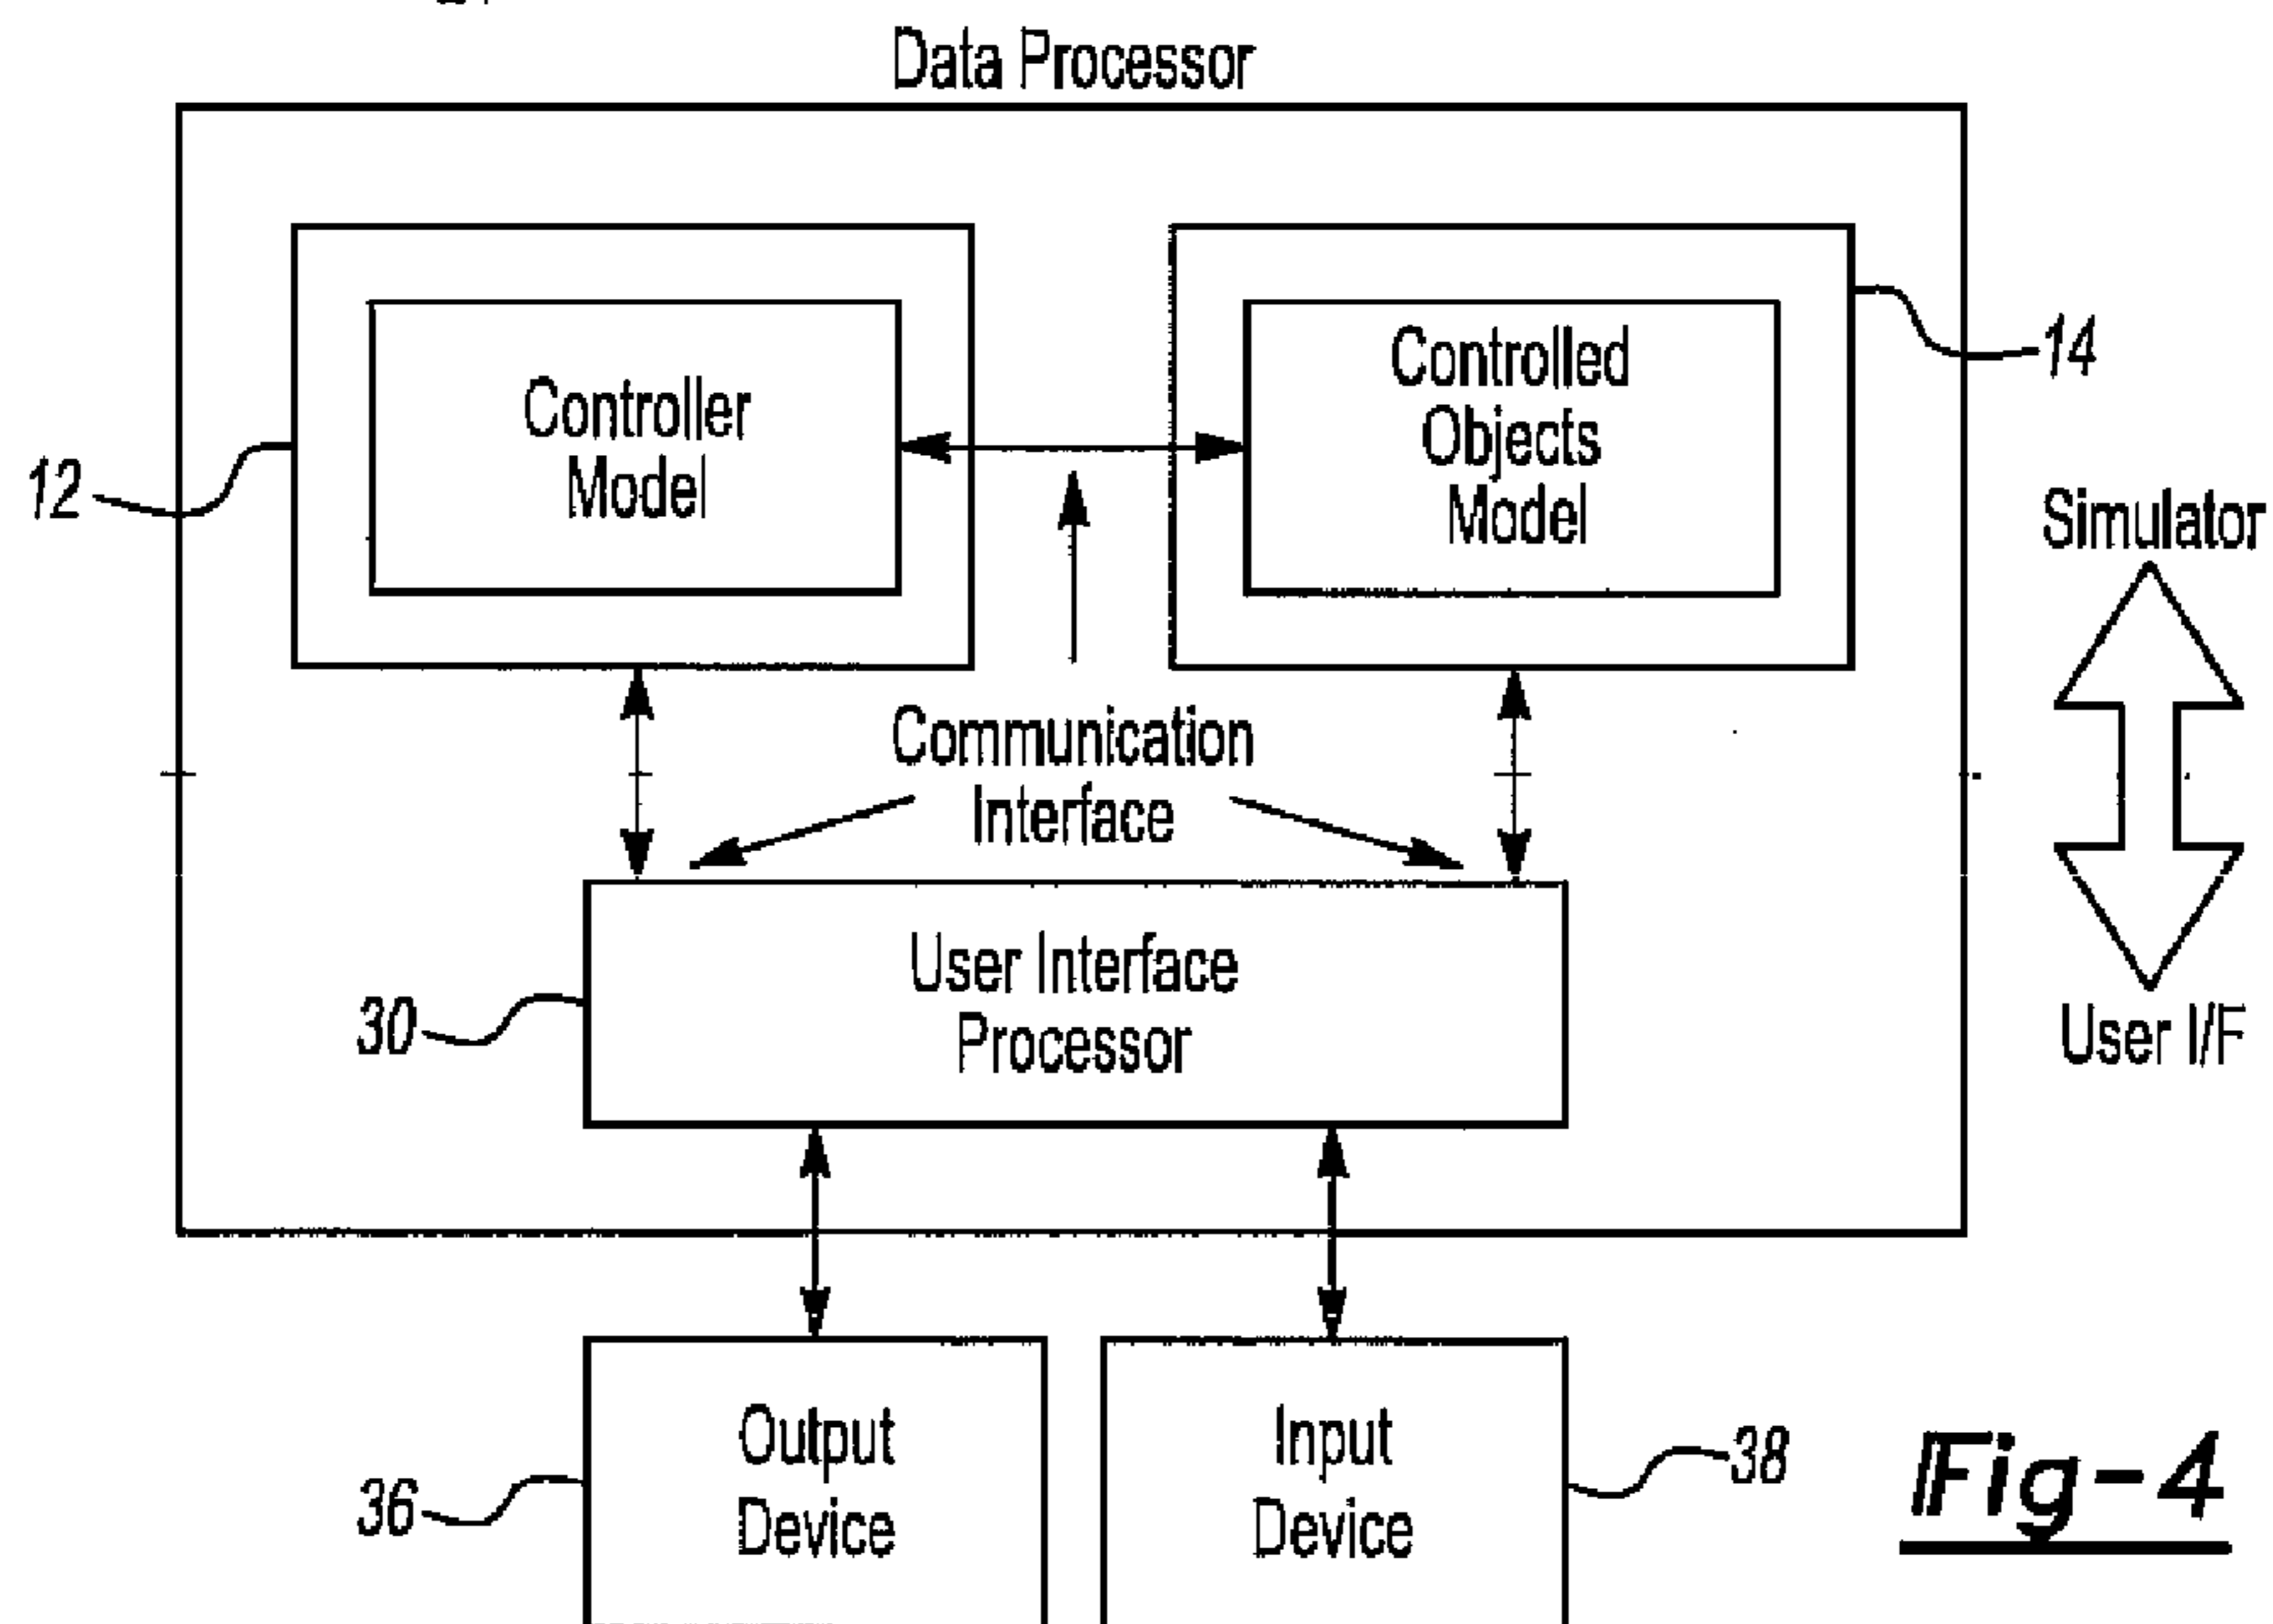 Data Processor
Controller
Model
Controlled
Objects
Model
12
14
Simulator
Communication
Interface
User Interface
Processor
30
User I/F
Output
Device
Input
Device
36
38
Fig-4